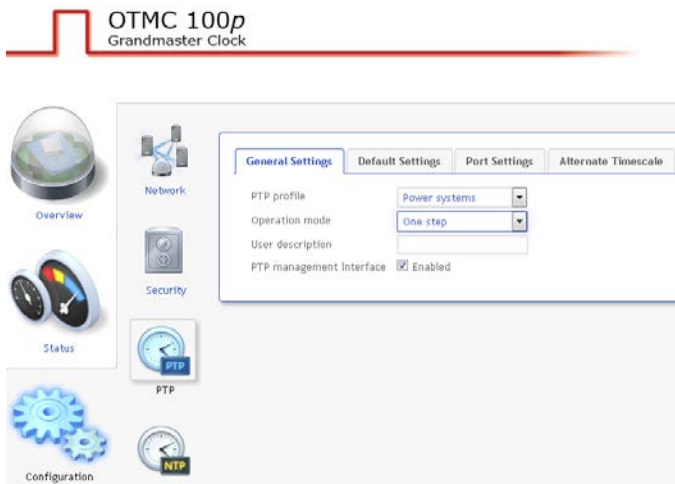 OTMC 100p
Grandmaster Clock
Overview
Status
Configuration
Network
Security
PTP
PTP
NTP
General Settings
Default Settings
Port Settings
Alternate Timescale
PTP profile
Power systems
Operation mode
One step
User description
PTP management interface
Enabled